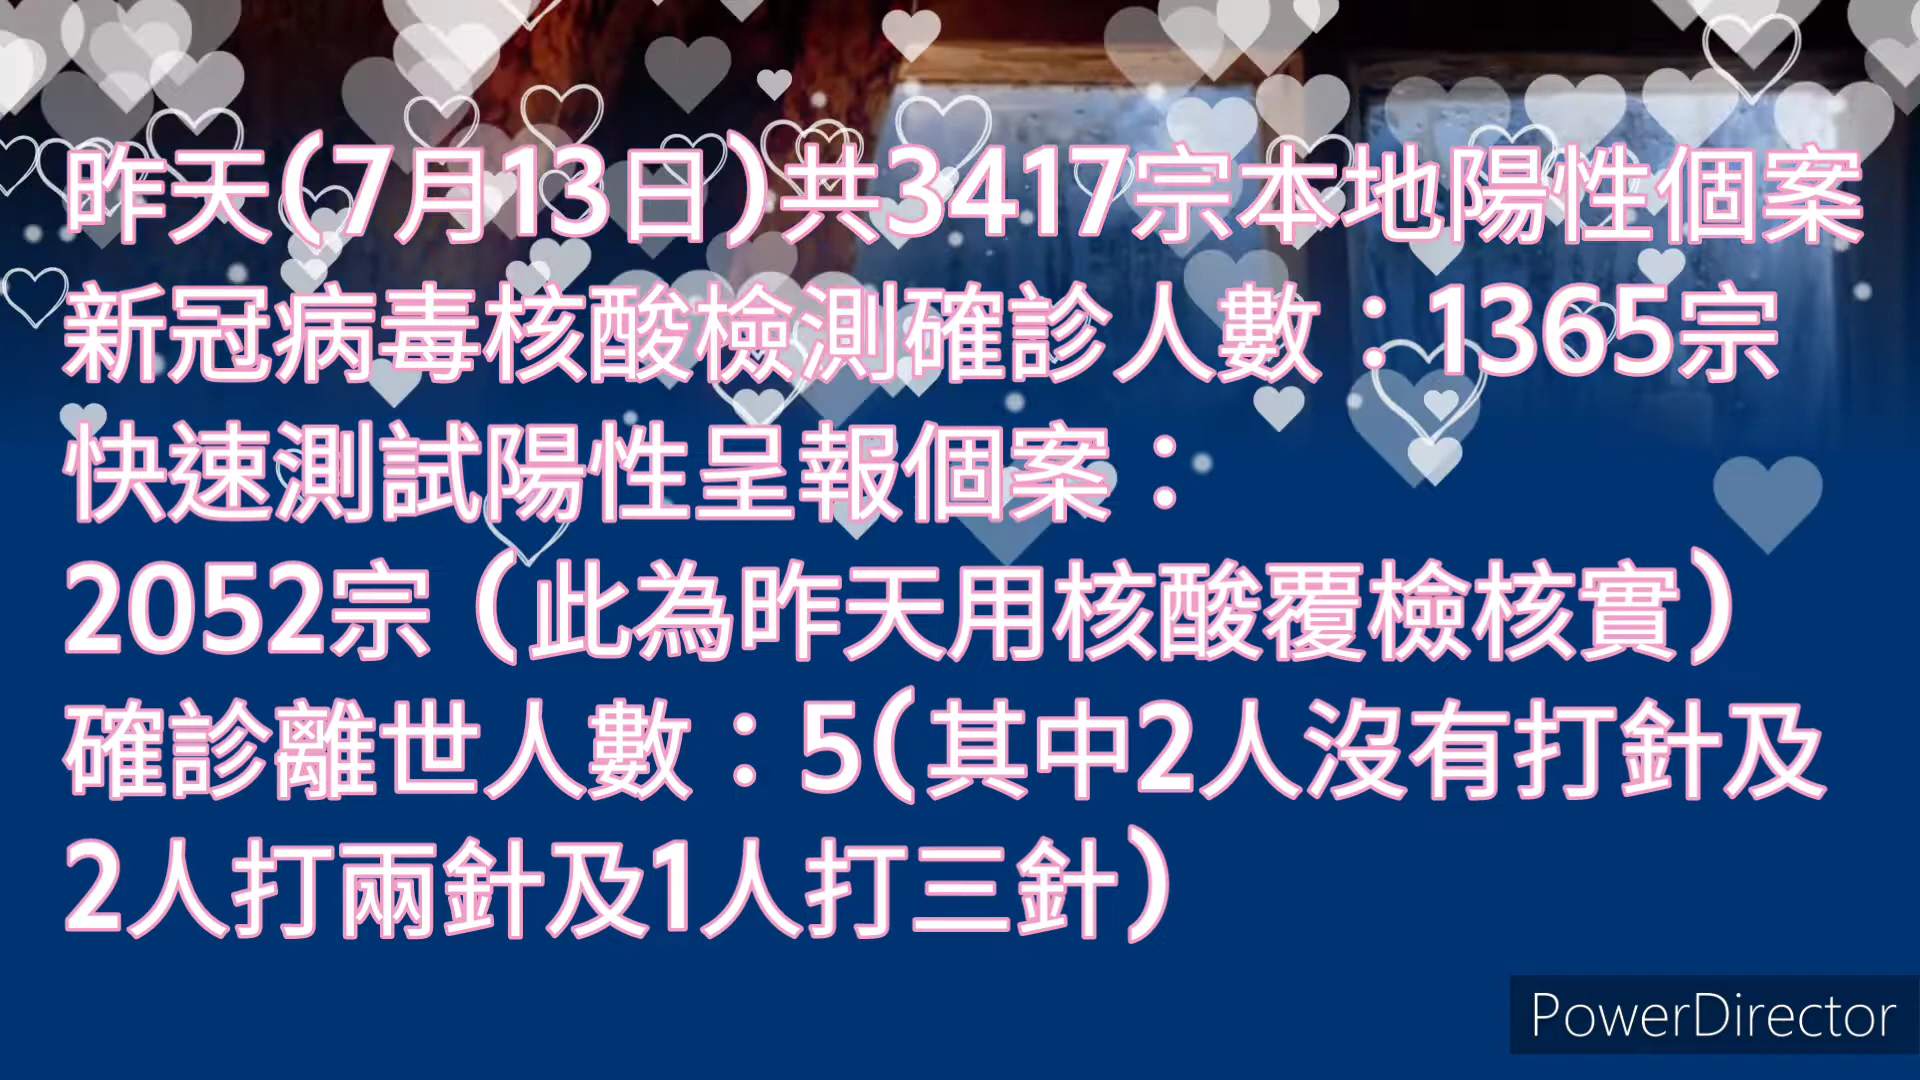 昨天(7月13日)共3417宗本地陽性個案
新冠病毒核酸檢測確診人數：1365宗
快速測試陽性呈報個案：
2052宗（此為昨天用核酸覆檢核實）
確診離世人數：5(其中2人沒有打針及
2人打兩針及1人打三針)
PowerDirector